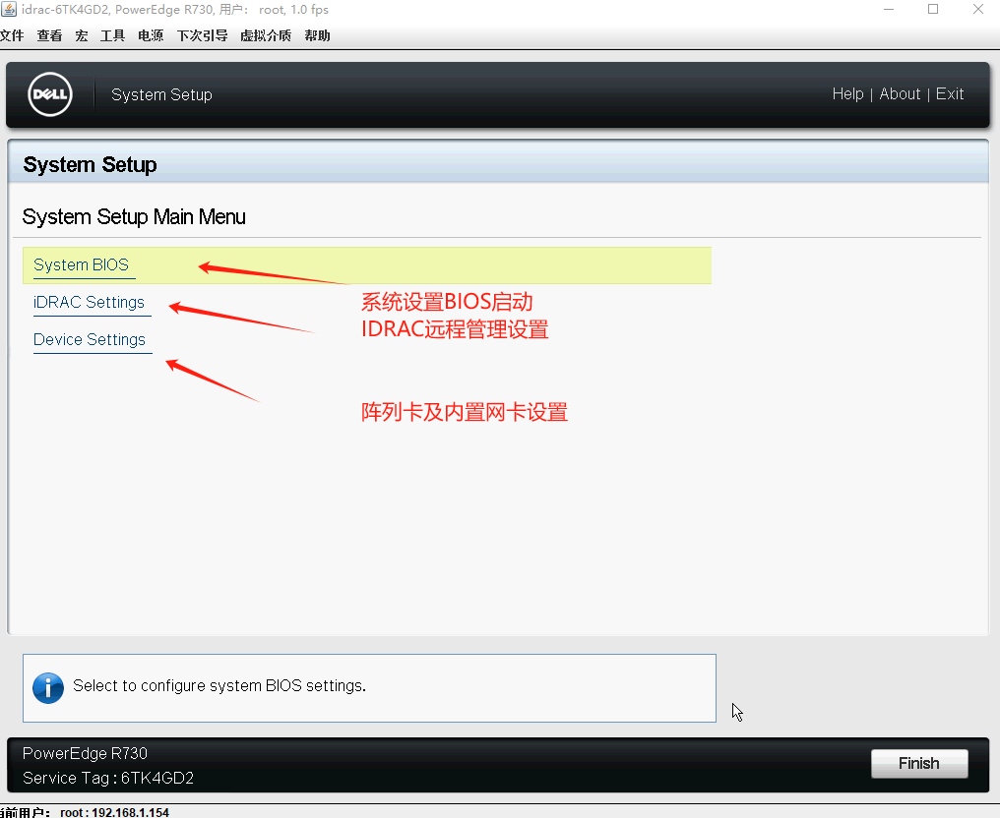 idrac-6TK4GD2, PowerEdge R730, 用户： root, 1.0 fps
文件 查看 宏 工具 电源 下次引导 虚拟介质 帮助
DELL
System Setup
Help | About | Exit
System Setup
System Setup Main Menu
System BIOS
iDRAC Settings
Device Settings
系统设置BIOS启动
IDRAC远程管理设置
阵列卡及内置网卡设置
Select to configure system BIOS settings.
PowerEdge R730
Service Tag : 6TK4GD2
Finish
当前用户： root : 192.168.1.154